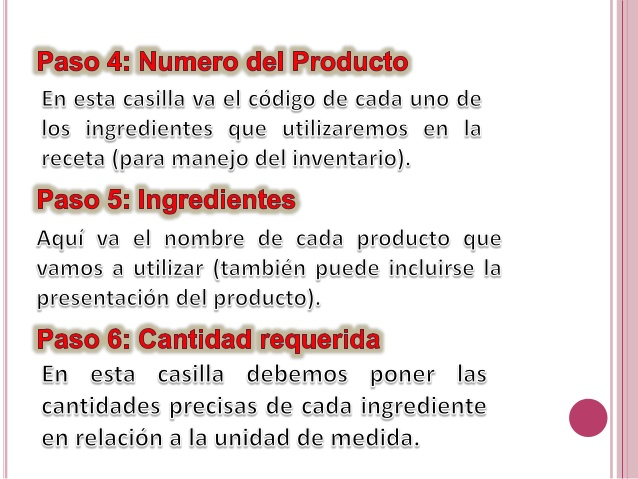 Paso 4: Numero del Producto
En esta casilla va el código de cada uno de
los ingredientes que utilizaremos en la
receta (para manejo del inventario).
Paso 5: Ingredientes
Aquí va el nombre de cada producto que
vamos a utilizar (también puede incluirse la
presentación del producto).
Paso 6: Cantidad requerida
En esta casilla debemos poner las
cantidades precisas de cada ingrediente
en relación a la unidad de medida.